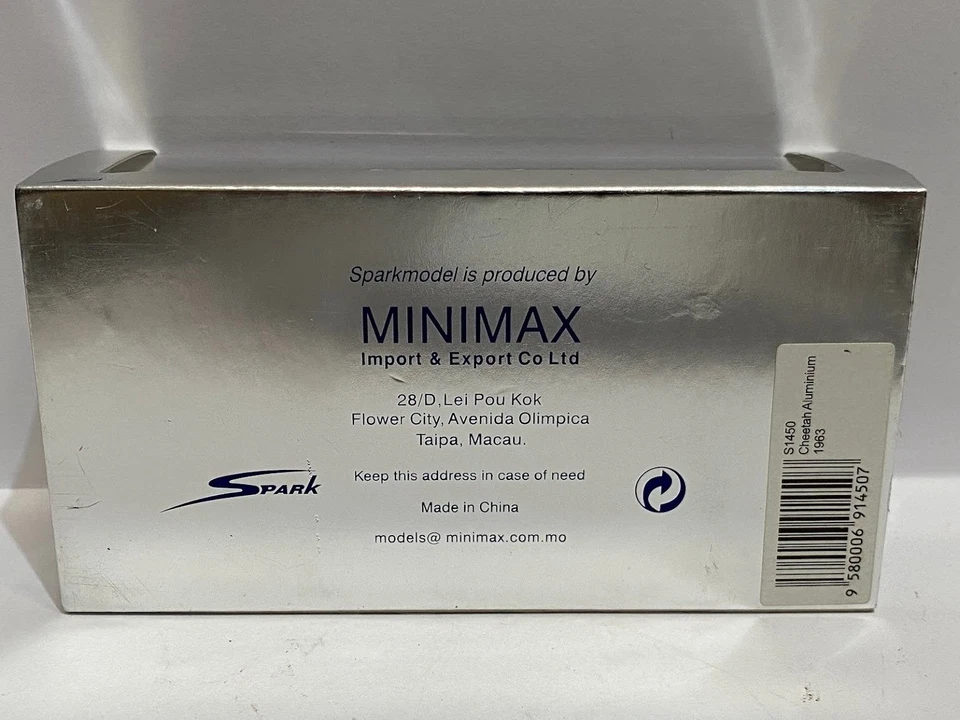 Sparkmodel is produced by
MINIMAX
Import & Export Co Ltd
28/D, Lei Pou Kok
Flower City, Avenida Olimpica
Taipa, Macau.
Keep this address in case of need
Made in China
models@ minimax.com.mo
SPARK
S1450
Cheetah Aluminium
1963
9 580006 914507